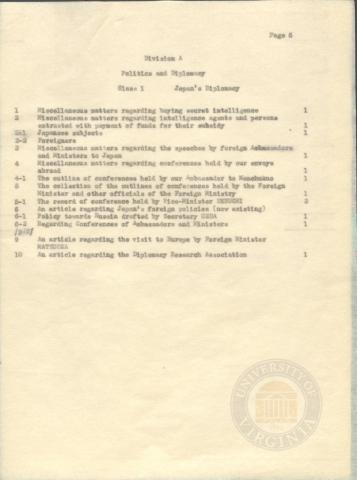 Page 6
Division A
Politics and Diplomacy
Class 1 Japan's Diplomacy
1 Miscellaneous matters regarding buying secret intelligence 1
2 Miscellaneous matters regarding intelligence agents and persons
entrusted with payment of funds for their subsidy 1
2-1 Japanese subjects 1
2-2 Foreigners
3 Miscellaneous matters regarding the speeches by foreign Ambassadors
and Ministers to Japan 1
4 Miscellaneous matters regarding conferences held by our envoys
abroad 1
4-1 The outline of conferences held by our Ambassador to Manchukuo 1
5 The collection of the outlines of conferences held by the Foreign
Minister and other officials of the Foreign Ministry 1
5-1 The record of conference held by Vice-Minister 3
6 An article regarding Japan's foreign policies (now existing)
6-1 Policy towards Russia drafted by Secretary UEDA 1
6-2 Regarding Conferences of Ambassadors and Ministers 1
9 An article regarding the visit to Europe by Foreign Minister
MATSUOKA
10 An article regarding the Diplomacy Research Association 1
UNIVERSITY OF VIRGINIA